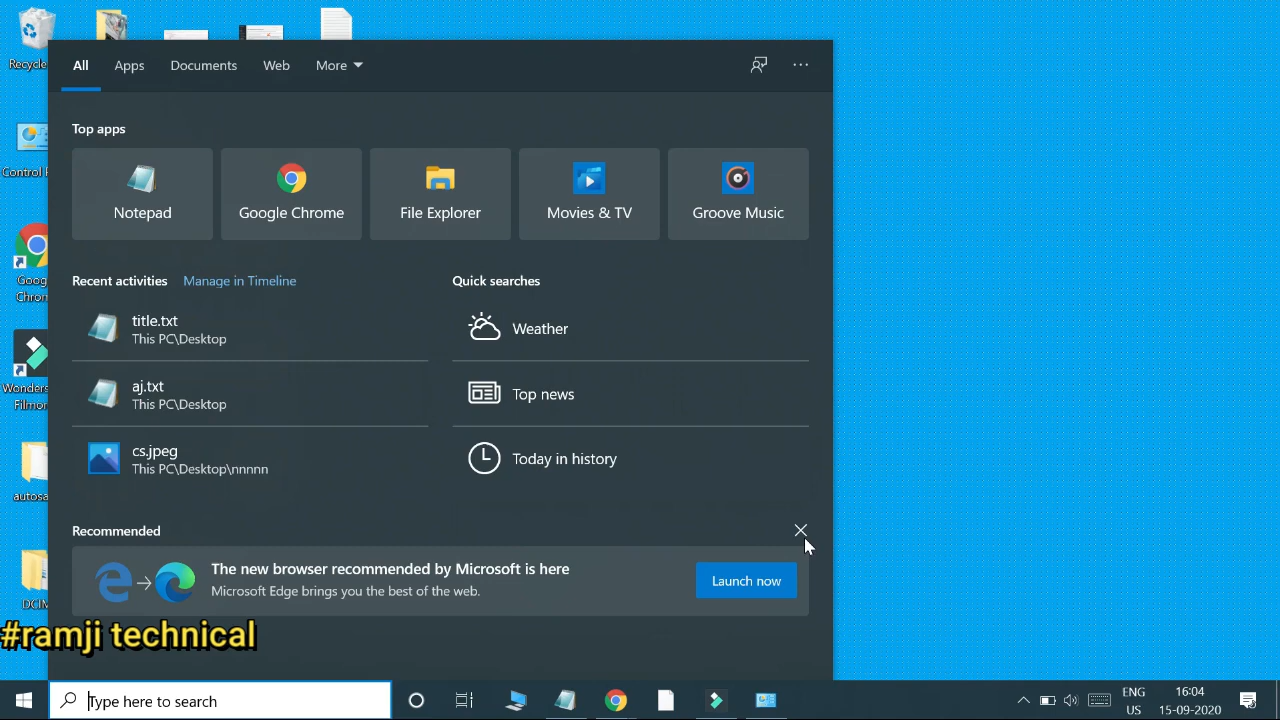 Recycle
All
Apps
Documents
Web
More
Top apps
Notepad
Google Chrome
File Explorer
Movies & TV
Groove Music
Control
Goog
Chron
Wonders
Filmor
autosa
DCIM
Recent activities
Manage in Timeline
title.txt
This PC\Desktop
aj.txt
This PC\Desktop
cs.jpeg
This PC\Desktop\nnnnn
Quick searches
Weather
Top news
Today in history
Recommended
The new browser recommended by Microsoft is here
Microsoft Edge brings you the best of the web.
Launch now
#ramji technical
Type here to search
ENG
US
16:04
15-09-2020